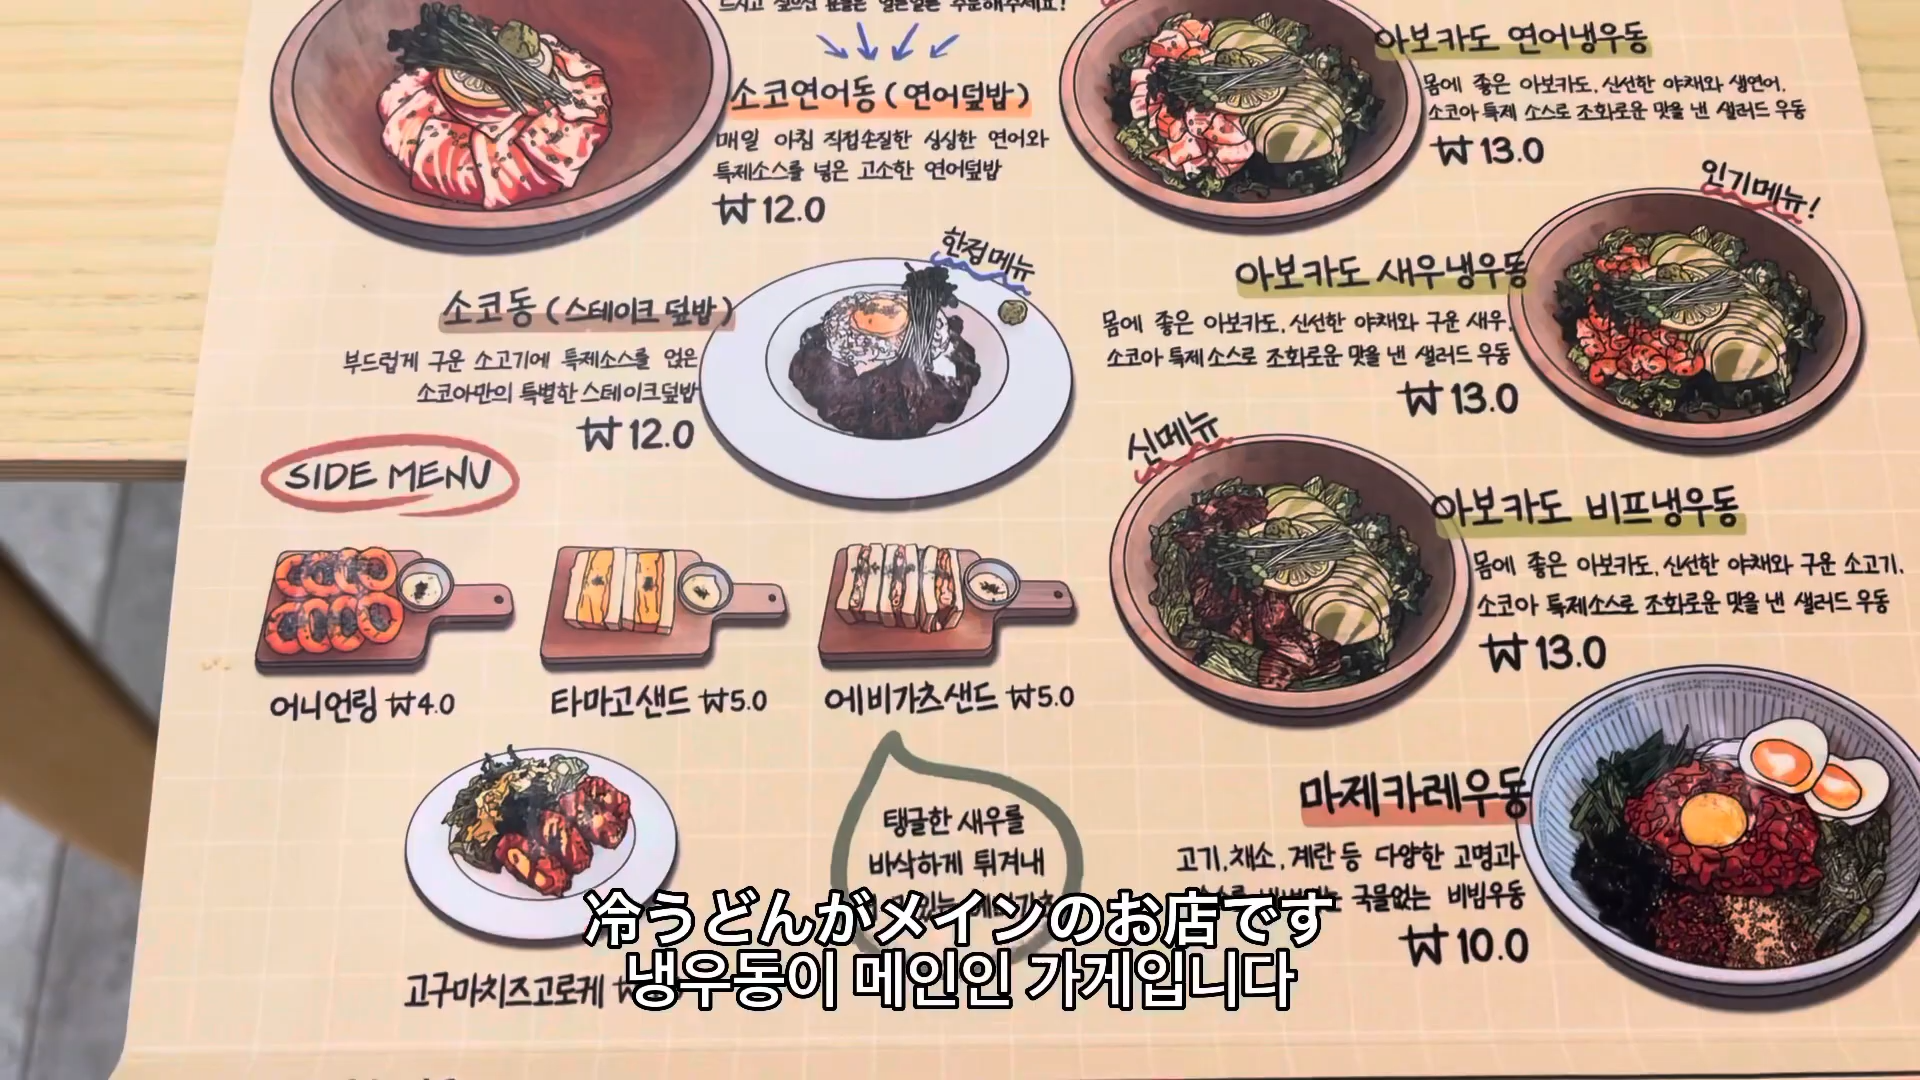 소코연어동 (연어덮밥)
매일 아침 직접손질한 싱싱한 연어와
특제소스를 넣은 고소한 연어덮밥
₩12.0
한정메뉴
소코동 (스테이크덮밥)
부드럽게 구운 소고기에 특제소스를 얹은
소코아만의 특별한 스테이크덮밥
₩12.0
SIDE MENU
어니언링 ₩4.0
타마고샌드 ₩5.0
에비가츠샌드 ₩5.0
탱글한 새우를
바삭하게 튀겨내
고구마치즈고로케
아보카도 연어냉우동
몸에 좋은 아보카도, 신선한 야채와 생연어,
소코아 특제 소스로 조화로운 맛을 낸 샐러드 우동
₩13.0
인기메뉴!
아보카도 새우냉우동
몸에 좋은 아보카도, 신선한 야채와 구운 새우,
소코아 특제소스로 조화로운 맛을 낸 샐러드 우동
₩13.0
신메뉴
아보카도 비프냉우동
몸에 좋은 아보카도, 신선한 야채와 구운 소고기,
소코아 특제소스로 조화로운 맛을 낸 샐러드 우동
₩13.0
마제카레우동
고기, 채소, 계란 등 다양한 고명과
국물없는 비빔우동
₩10.0
冷うどんがメインのお店です
냉우동이 메인인 가게입니다